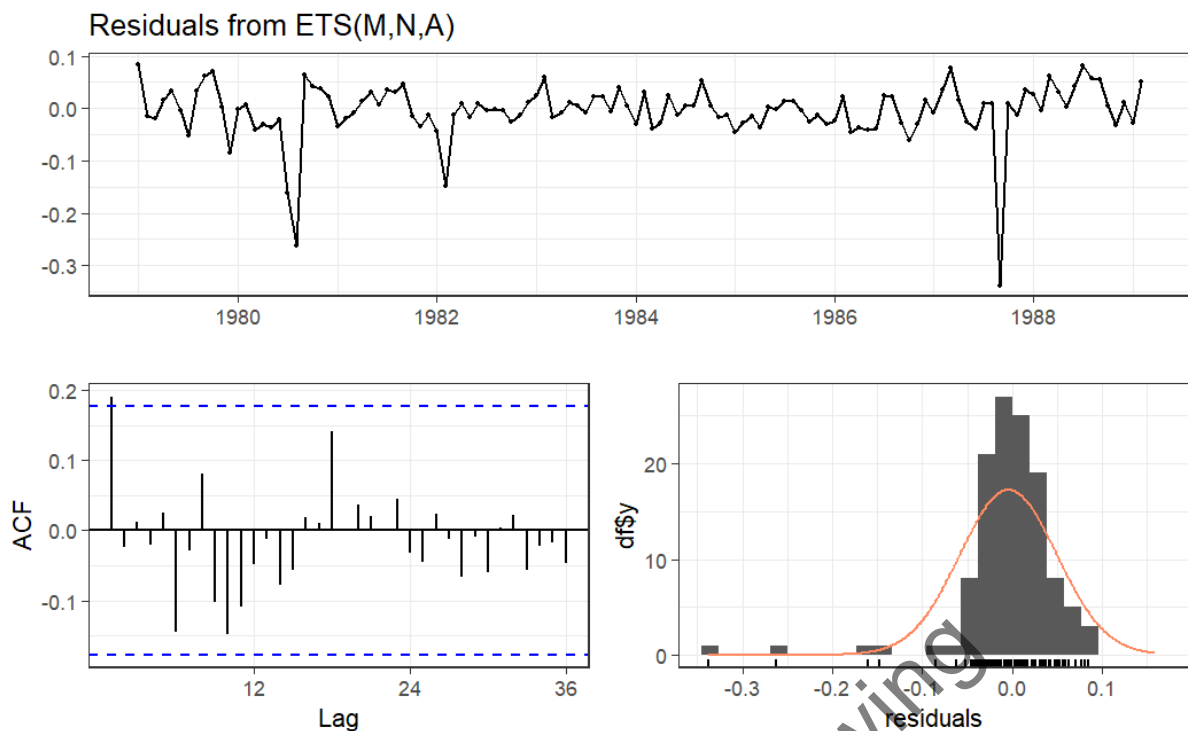 Residuals from ETS(M,N,A)
0.1
0.0
-0.1
-0.2
-0.3
1980 1982 1984 1986 1988
0.2
0.1
0.0
-0.1
ACF
12 24 36
Lag
20
10
0
df$y
-0.3 -0.2 -0.1 0.0 0.1
residuals